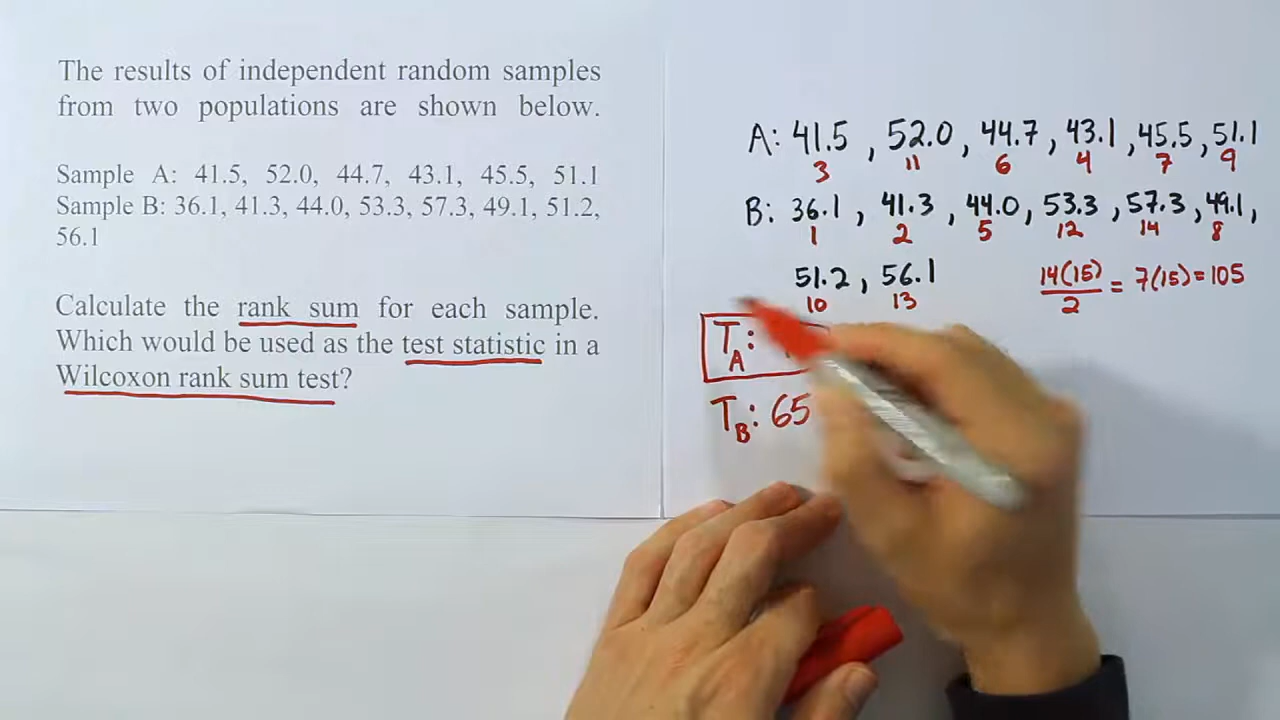 The results of independent random samples
from two populations are shown below.
Sample A: 41.5, 52.0, 44.7, 43.1, 45.5, 51.1
Sample B: 36.1, 41.3, 44.0, 53.3, 57.3, 49.1, 51.2,
56.1
Calculate the rank sum for each sample.
Which would be used as the test statistic in a
Wilcoxon rank sum test?
A: 41.5, 52.0, 44.7, 43.1, 45.5, 51.1
3 11 6 4 7 9
B: 36.1, 41.3, 44.0, 53.3, 57.3, 49.1,
1 2 5 12 14 8
51.2, 56.1
10 13
14(15)/2 = 7(15) = 105
T_A:
T_B: 65